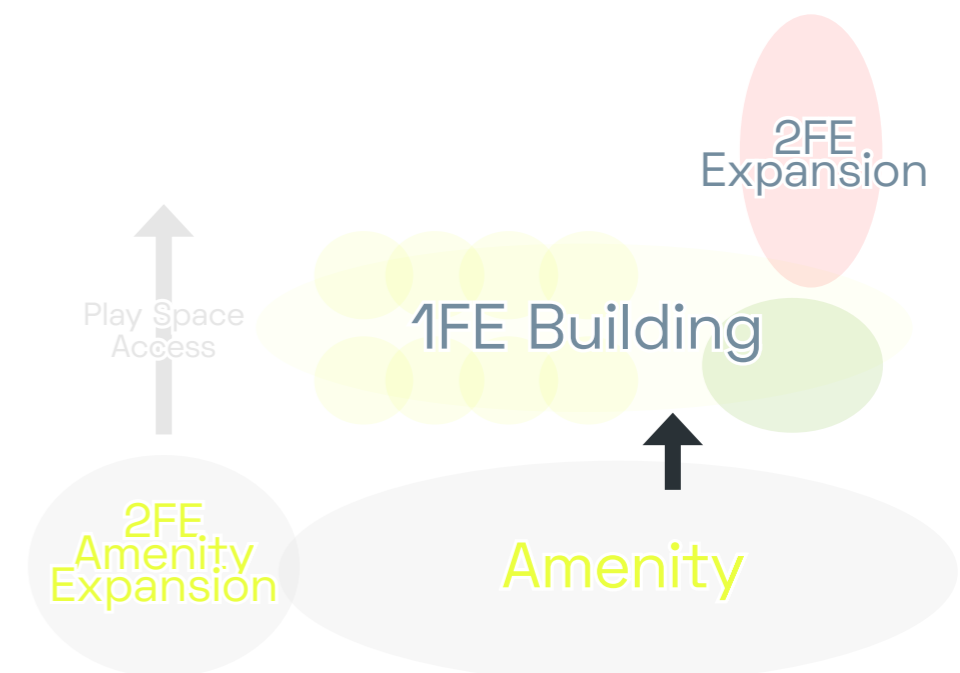 2FE
Expansion
Play Space
Access
1FE Building
2FE
Amenity
Expansion
Amenity